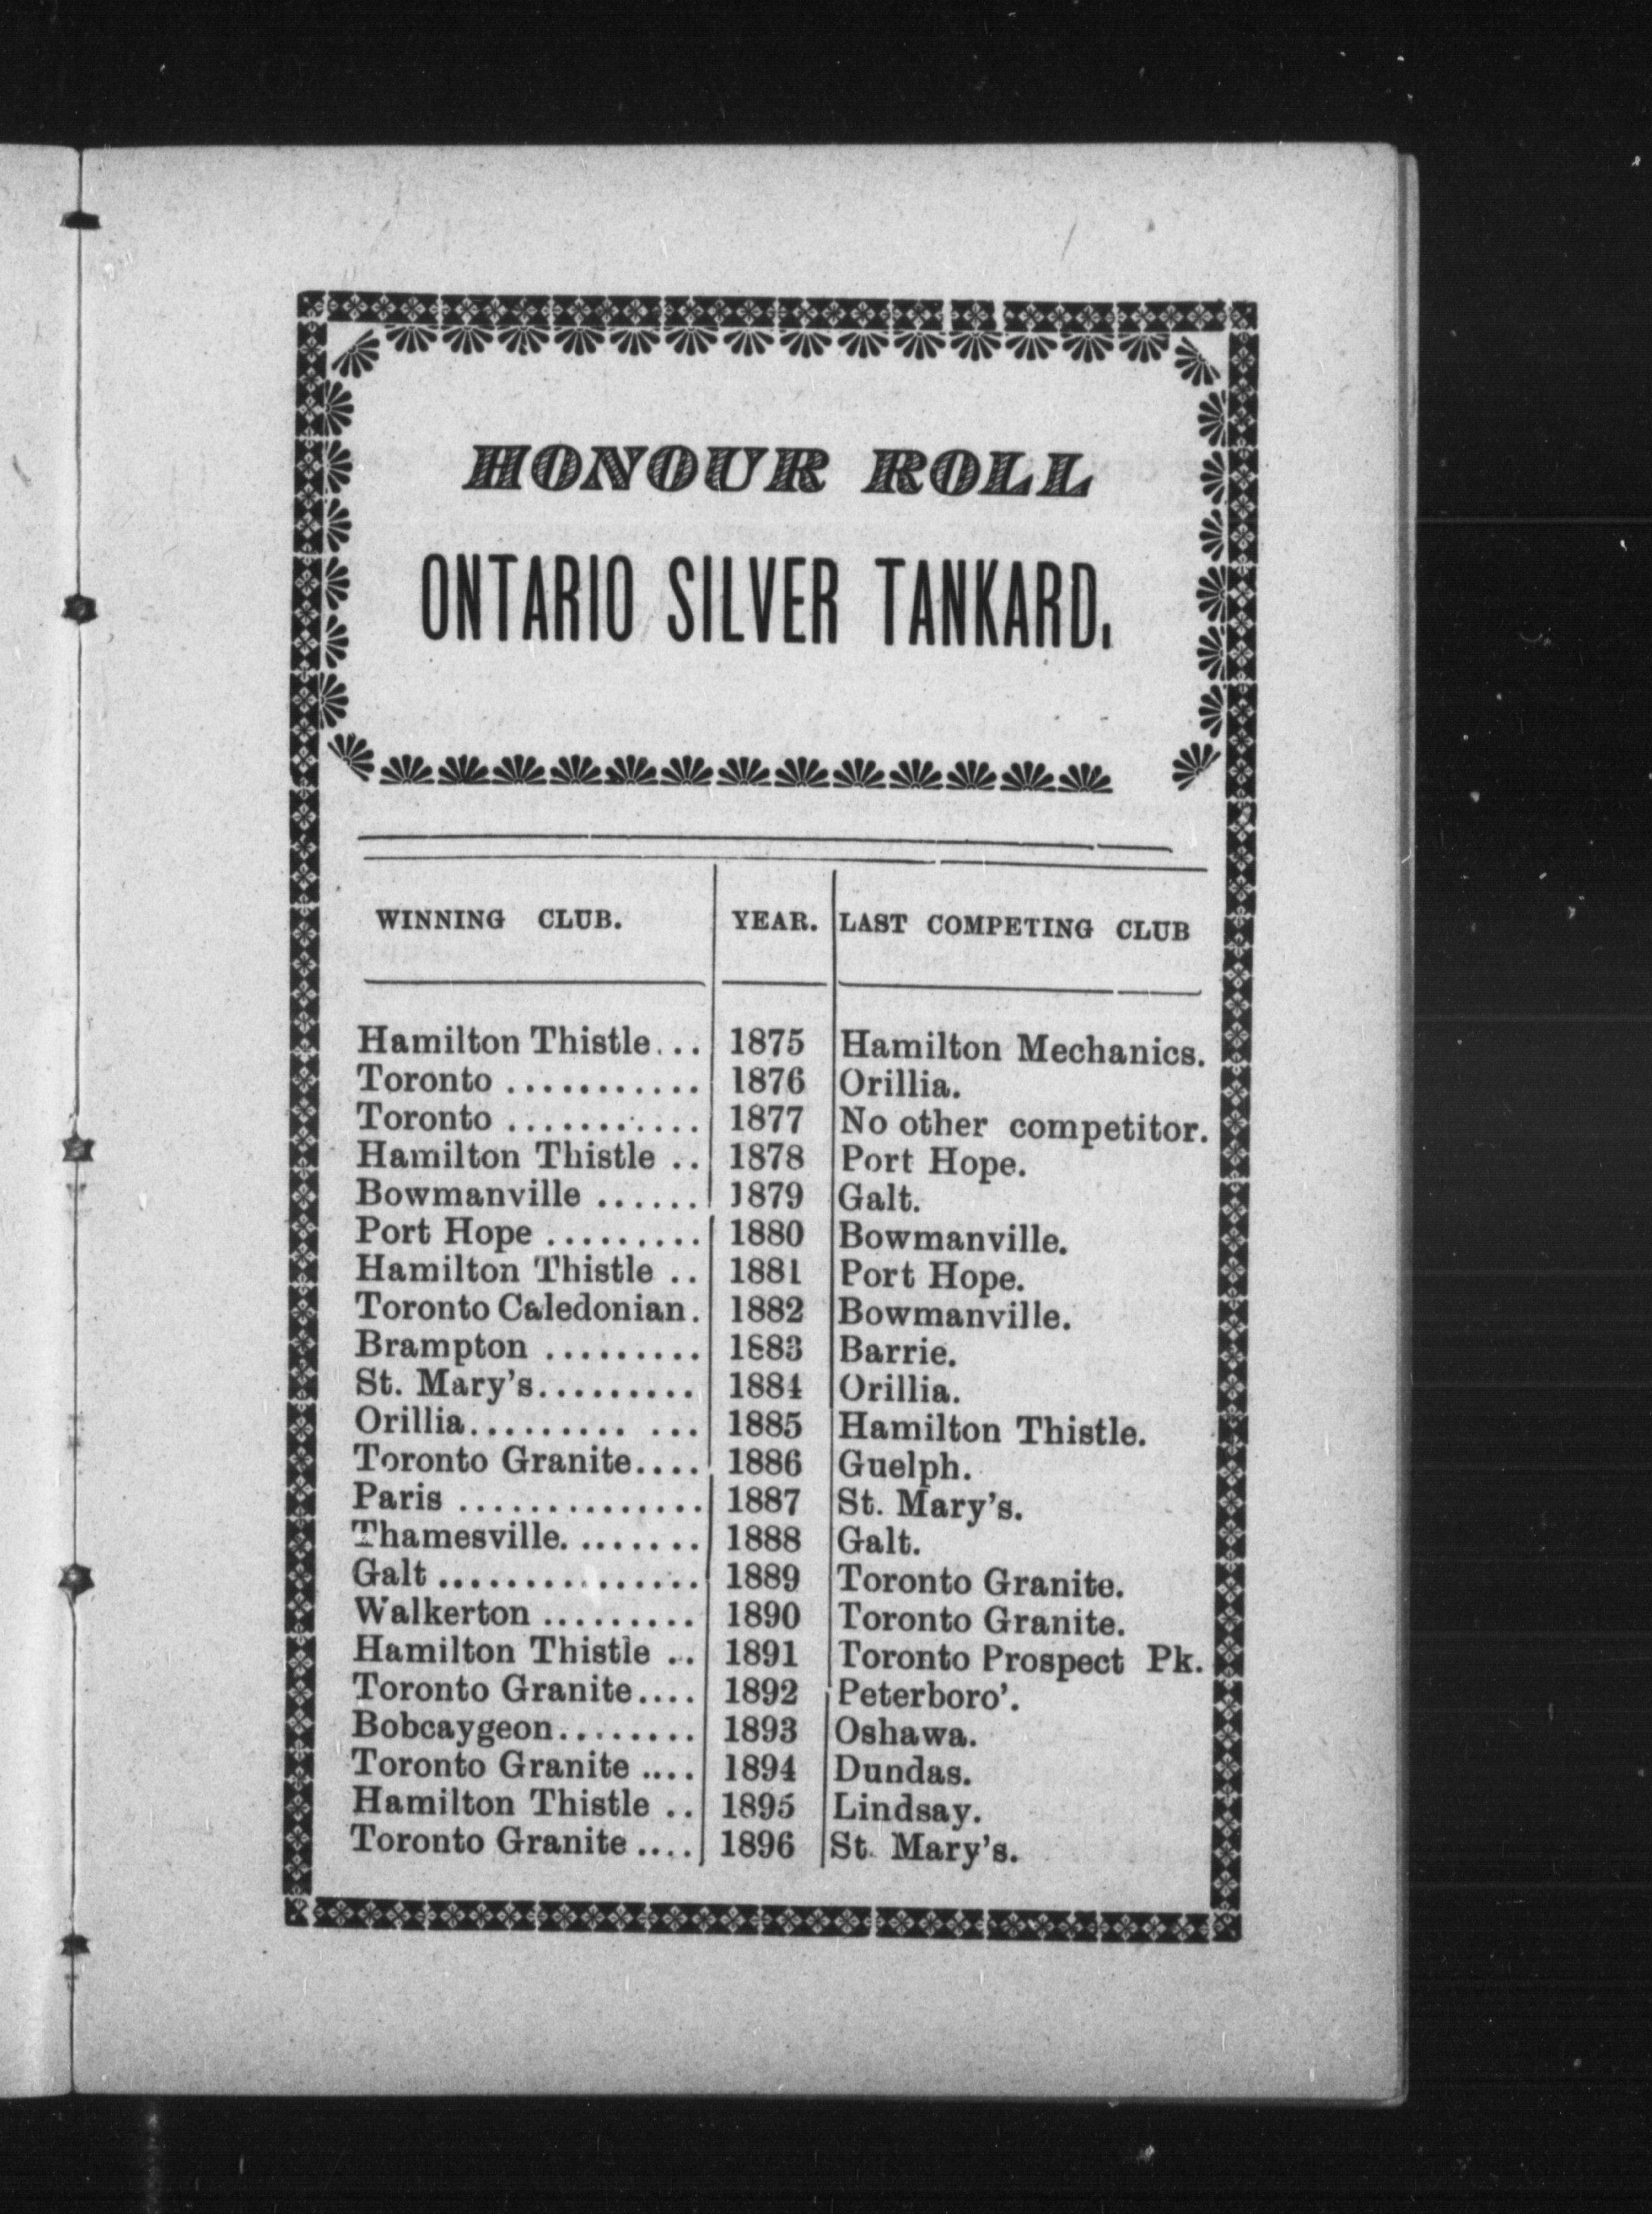 HONOUR ROLL
ONTARIO SILVER TANKARD.
WINNING CLUB. YEAR. LAST COMPETING CLUB
Hamilton Thistle... 1875 Hamilton Mechanics.
Toronto ........... 1876 Orillia.
Toronto ........... 1877 No other competitor.
Hamilton Thistle .. 1878 Port Hope.
Bowmanville ...... 1879 Galt.
Port Hope ......... 1880 Bowmanville.
Hamilton Thistle .. 1881 Port Hope.
Toronto Caledonian. 1882 Bowmanville.
Brampton ......... 1883 Barrie.
St. Mary's......... 1884 Orillia.
Orillia......... ... 1885 Hamilton Thistle.
Toronto Granite.... 1886 Guelph.
Paris .............. 1887 St. Mary's.
Thamesville. ....... 1888 Galt.
Galt ............... 1889 Toronto Granite.
Walkerton ......... 1890 Toronto Granite.
Hamilton Thistle .. 1891 Toronto Prospect Pk.
Toronto Granite.... 1892 Peterboro'.
Bobcaygeon........ 1893 Oshawa.
Toronto Granite .... 1894 Dundas.
Hamilton Thistle .. 1895 Lindsay.
Toronto Granite .... 1896 St. Mary's.